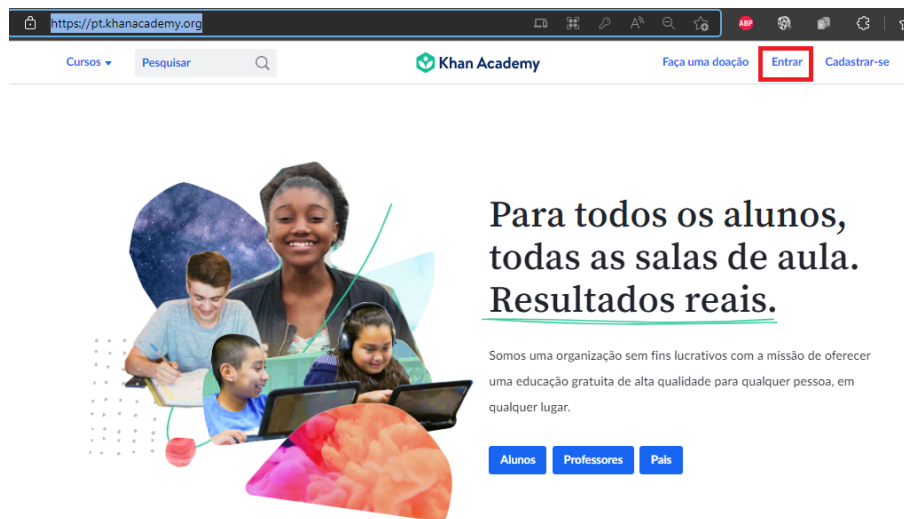 https://pt.khanacademy.org
ABP
Cursos
Pesquisar
Khan Academy
Faça uma doação
Entrar
Cadastrar-se
Para todos os alunos,
todas as salas de aula.
Resultados reais.
Somos uma organização sem fins lucrativos com a missão de oferecer
uma educação gratuita de alta qualidade para qualquer pessoa, em
qualquer lugar.
Alunos
Professores
Pais